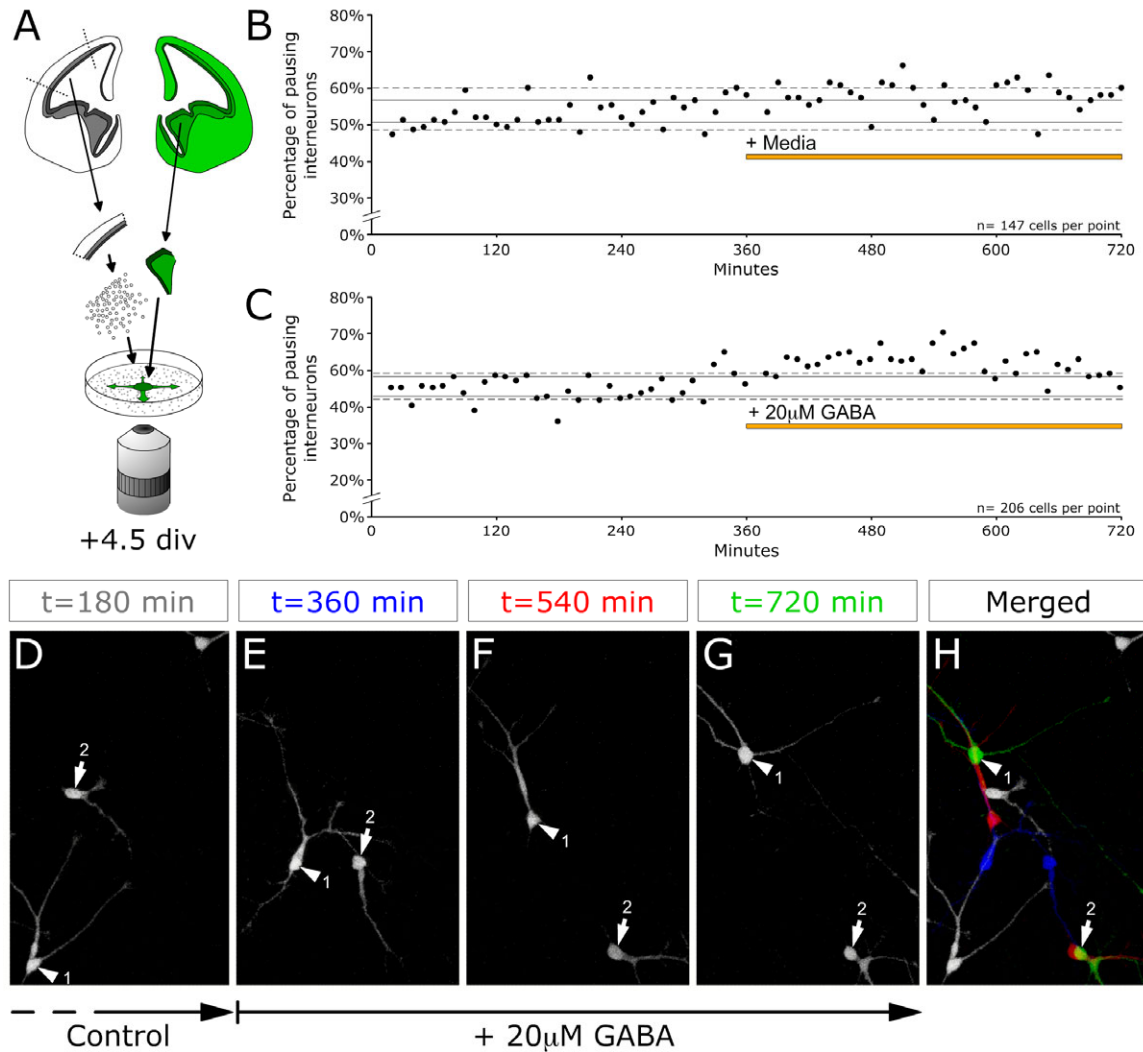 A
+4.5 div
B
Percentage of pausing
interneurons
80%
70%
60%
50%
40%
30%
0%
+ Media
n= 147 cells per point
0 120 240 360 480 600 720
Minutes
C
Percentage of pausing
interneurons
80%
70%
60%
50%
40%
30%
20%
0%
+ 20μM GABA
n= 206 cells per point
0 120 240 360 480 600 720
Minutes
t=180 min t=360 min t=540 min t=720 min Merged
D
2
1
E
2
1
F
1
2
G
1
2
H
1
2
Control
+ 20μM GABA